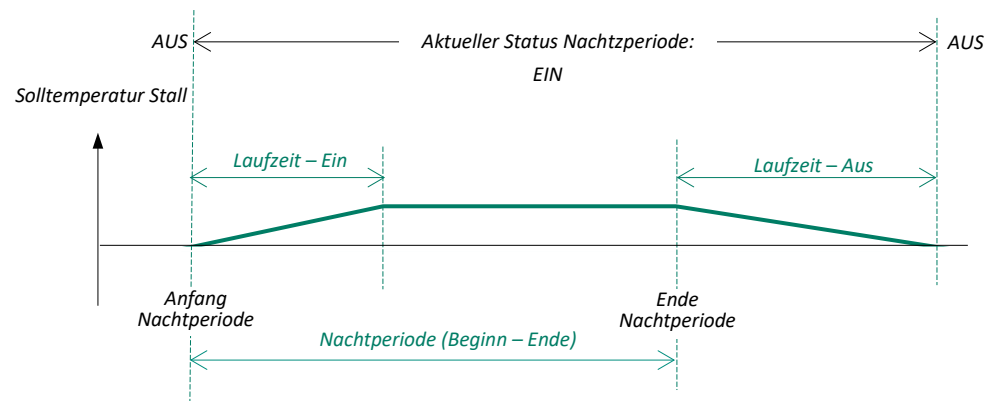 AUS
Aktueller Status Nachtzperiode:
AUS
EIN
Solltemperatur Stall
Laufzeit – Ein
Laufzeit – Aus
Anfang
Nachtperiode
Ende
Nachtperiode
Nachtperiode (Beginn – Ende)